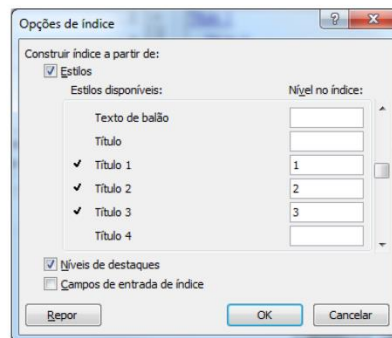 Opções de índice
Construir índice a partir de:
Estilos
Estilos disponíveis: Nível no índice:
Texto de balão
Título
Título 1 1
Título 2 2
Título 3 3
Título 4
Níveis de destaques
Campos de entrada de índice
Repor OK Cancelar